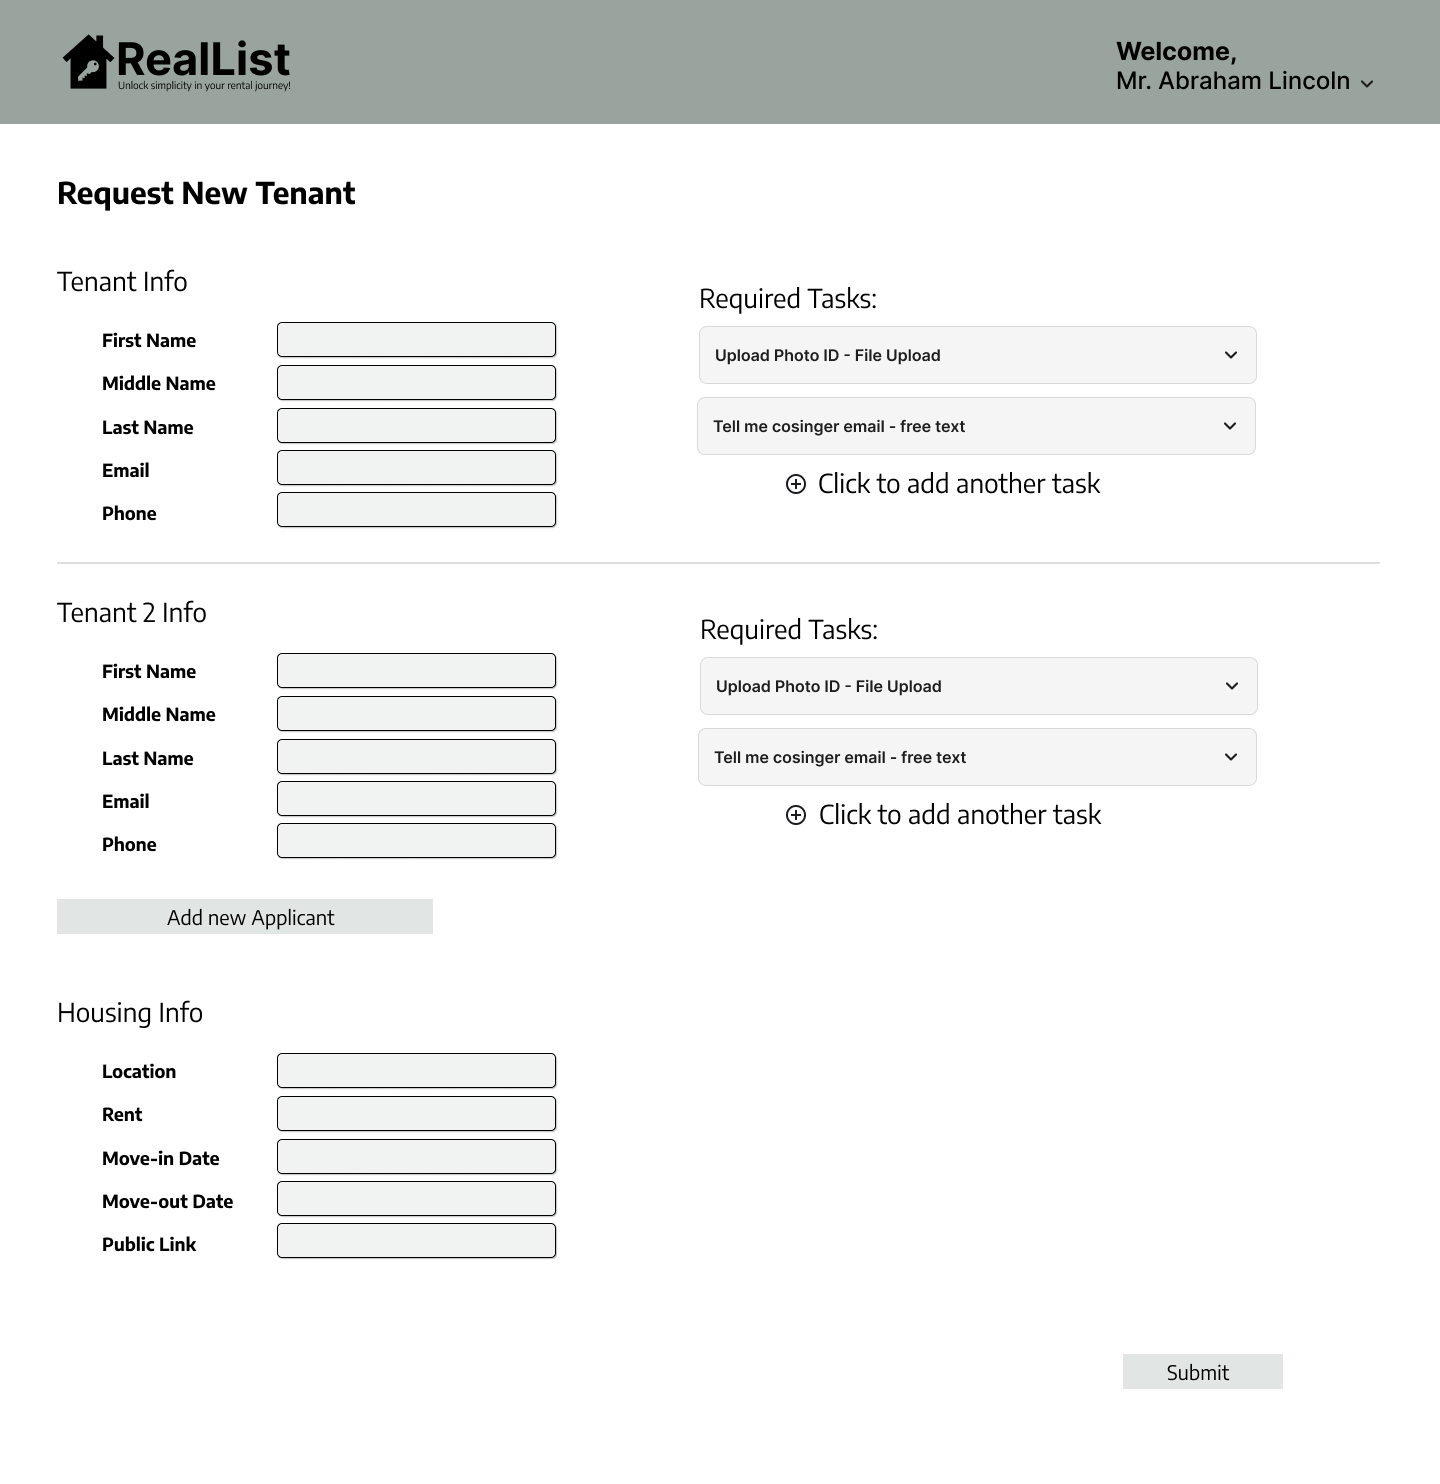 RealList
Unlock simplicity in your rental journey!
Welcome,
Mr. Abraham Lincoln
Request New Tenant
Tenant Info
First Name
Middle Name
Last Name
Email
Phone
Required Tasks:
Upload Photo ID - File Upload
Tell me cosinger email - free text
Click to add another task
Tenant 2 Info
First Name
Middle Name
Last Name
Email
Phone
Required Tasks:
Upload Photo ID - File Upload
Tell me cosinger email - free text
Click to add another task
Add new Applicant
Housing Info
Location
Rent
Move-in Date
Move-out Date
Public Link
Submit